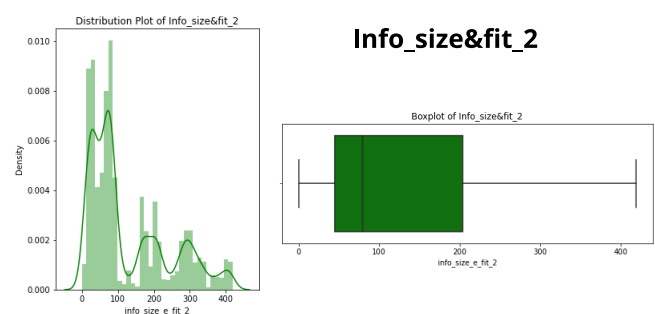 Distribution Plot of Info_size&fit_2
0.010
0.008
0.006
0.004
0.002
0.000
Density
0 100 200 300 400
info_size_e_fit_2
Info_size&fit_2
Boxplot of Info_size&fit_2
0 100 200 300 400
info_size_e_fit_2